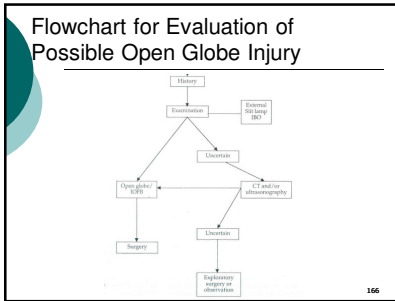 Flowchart for Evaluation of
Possible Open Globe Injury
History
Examination
External
Slit lamp
IBO
Uncertain
Open globe/
IOFB
CT and/or
ultrasonography
Surgery
Uncertain
Exploratory
surgery or
observation
166